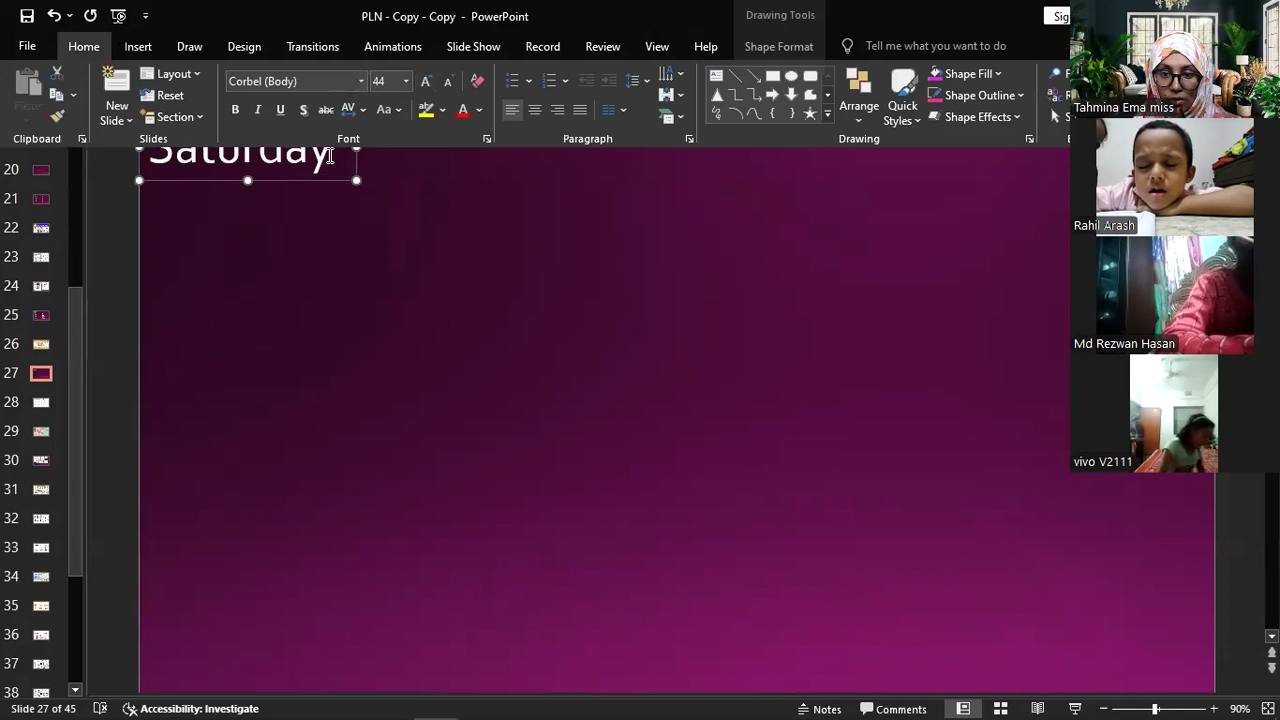 PLN - Copy - Copy - PowerPoint
Drawing Tools
Sig
File
Home
Insert
Draw
Design
Transitions
Animations
Slide Show
Record
Review
View
Help
Shape Format
Tell me what you want to do
New
Slide
Layout
Reset
Section
Corbel (Body)
44
B
I
U
S
abc
AV
Aa
A
Arrange
Quick
Styles
Shape Fill
Shape Outline
Shape Effects
Clipboard
Slides
Font
Paragraph
Drawing
Tahmina Ema miss
Rahil Arash
Md Rezwan Hasan
vivo V2111
Saturday
20
21
22
23
24
25
26
27
28
29
30
31
32
33
34
35
36
37
38
Slide 27 of 45
Accessibility: Investigate
Notes
Comments
90%